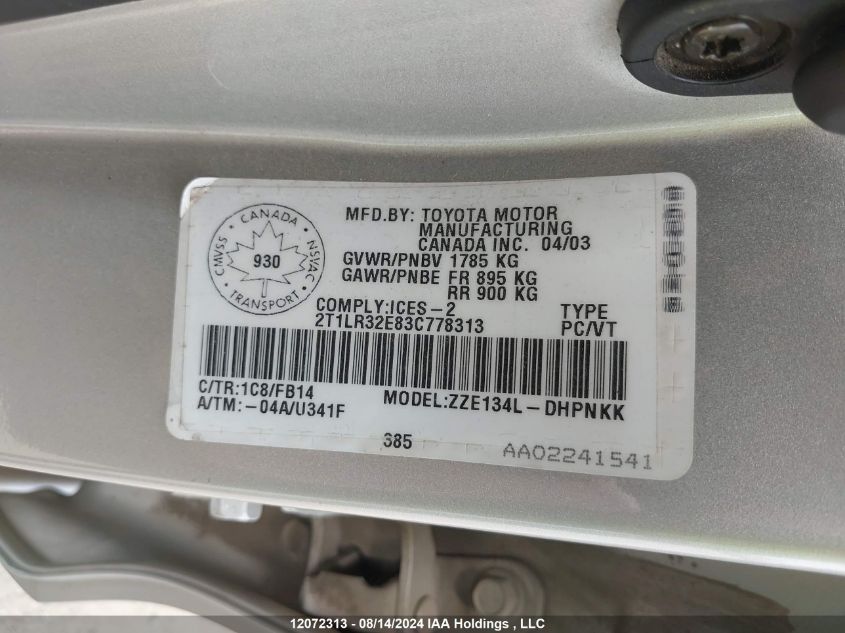 CANADA
CMVSS
NSVAC
930
TRANSPORT
MFD.BY: TOYOTA MOTOR
MANUFACTURING
CANADA INC. 04/03
GVWR/PNBV 1785 KG
GAWR/PNBE FR 895 KG
RR 900 KG
COMPLY:ICES-2
2T1LR32E83C778313
TYPE
PC/VT
C/TR:1C8/FB14
A/TM:-04A/U341F
MODEL:ZZE134L-DHPNKK
385
AA02241541
12072313 - 08/14/2024 IAA Holdings, LLC